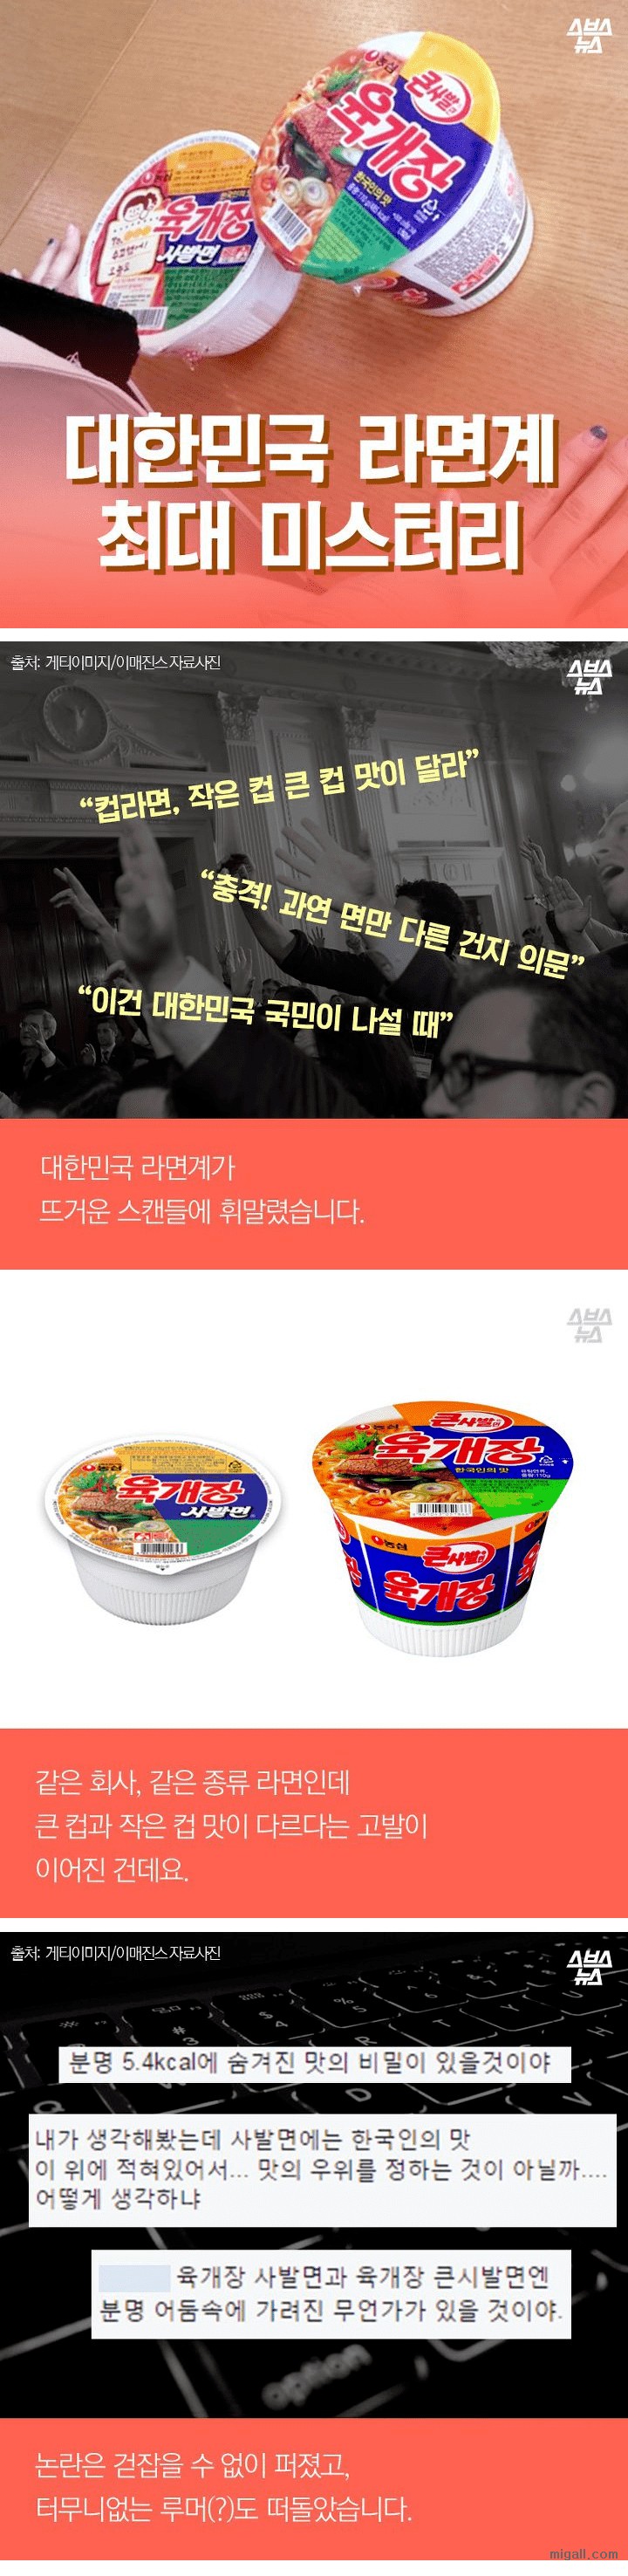 스브스
뉴스
농심
큰사발면
육개장
한국인의 맛
육개장
사발면
대한민국 라면계
최대 미스터리
출처: 게티이미지/이매진스 자료사진
스브스
뉴스
“컵라면, 작은 컵 큰 컵 맛이 달라”
“충격! 과연 면만 다른 건지 의문”
“이건 대한민국 국민이 나설 때”
대한민국 라면계가
뜨거운 스캔들에 휘말렸습니다.
스브스
뉴스
농심
육개장
사발면
농심
큰사발면
육개장
한국인의 맛
농심
큰사발면
육개장
같은 회사, 같은 종류 라면인데
큰 컵과 작은 컵 맛이 다르다는 고발이
이어진 건데요.
출처: 게티이미지/이매진스 자료사진
스브스
뉴스
분명 5.4kcal에 숨겨진 맛의 비밀이 있을것이야
내가 생각해봤는데 사발면에는 한국인의 맛
이 위에 적혀있어서... 맛의 우위를 정하는 것이 아닐까....
어떻게 생각하냐
육개장 사발면과 육개장 큰시발면엔
분명 어둠속에 가려진 무언가가 있을 것이야.
논란은 걷잡을 수 없이 퍼졌고,
터무니없는 루머(?)도 떠돌았습니다.
migall.com